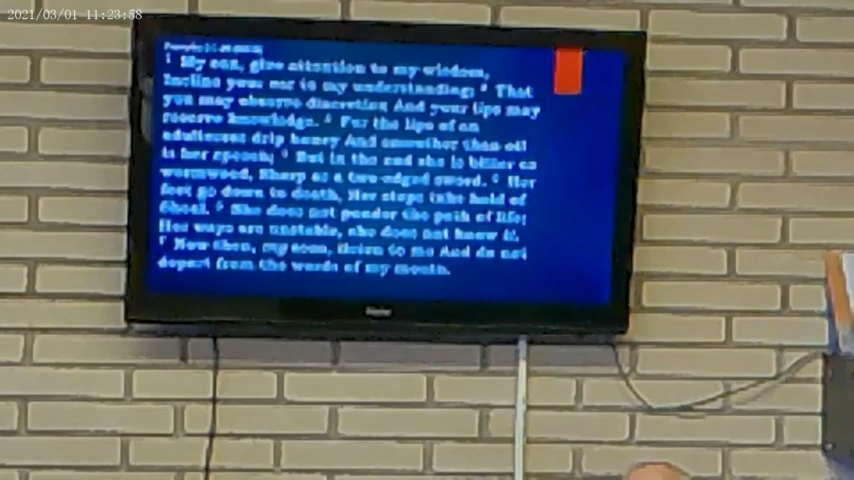 2021/03/01 11:23:58
1 My son, give attention to my wisdom,
Incline your ear to my understanding; 2 That
you may observe discretion And your lips may
reserve knowledge. 3 For the lips of an
adulteress drip honey And smoother than oil
is her speech; 4 But in the end she is bitter as
wormwood, Sharp as a two-edged sword. 5 Her
feet go down to death, Her steps take hold of
Sheol. 6 She does not ponder the path of life;
Her ways are unstable, she does not know it.
7 Now then, my sons, listen to me And do not
depart from the words of my mouth.